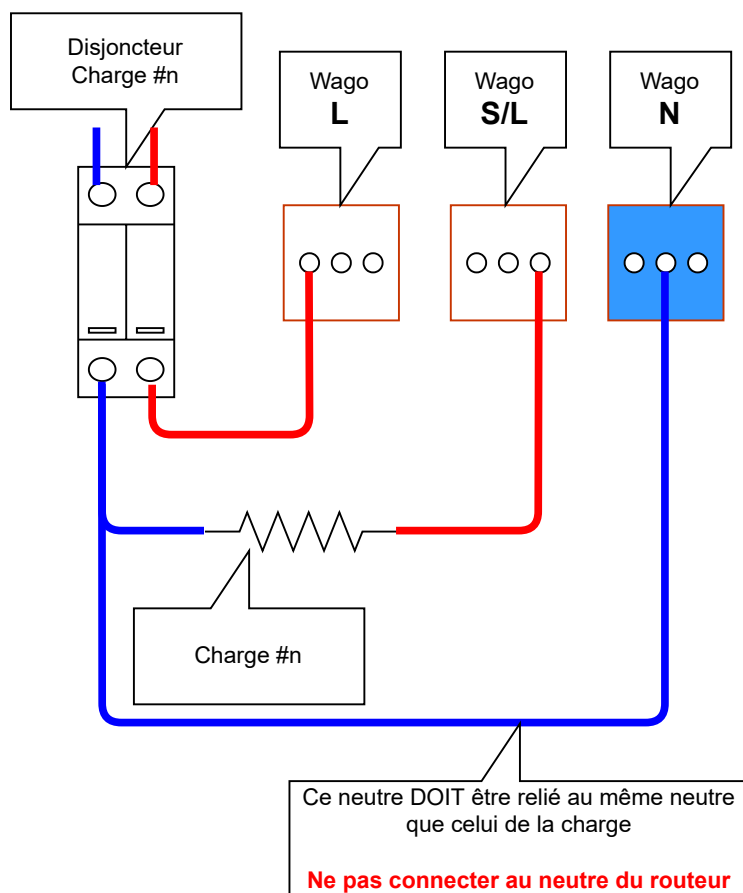 Disjoncteur
Charge #n
Wago
L
Wago
S/L
Wago
N
Charge #n
Ce neutre DOIT être relié au même neutre
que celui de la charge
Ne pas connecter au neutre du routeur